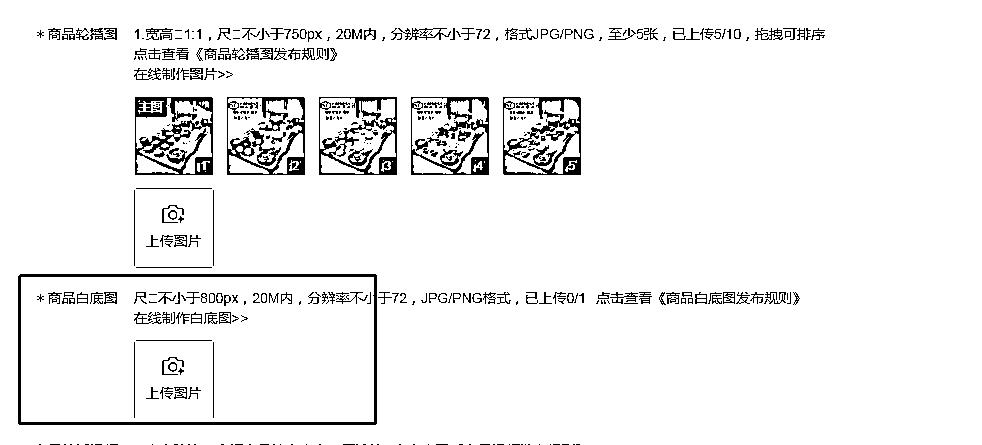 *商品轮播图 1.宽高□1:1，尺□不小于750px，20M内，分辨率不小于72，格式JPG/PNG，至少5张，已上传5/10，拖拽可排序
点击查看《商品轮播图发布规则》
在线制作图片>>
主图
1 2 3 4 5
上传图片
*商品白底图 尺□不小于800px，20M内，分辨率不小于72，JPG/PNG格式，已上传0/1 点击查看《商品白底图发布规则》
在线制作白底图>>
上传图片